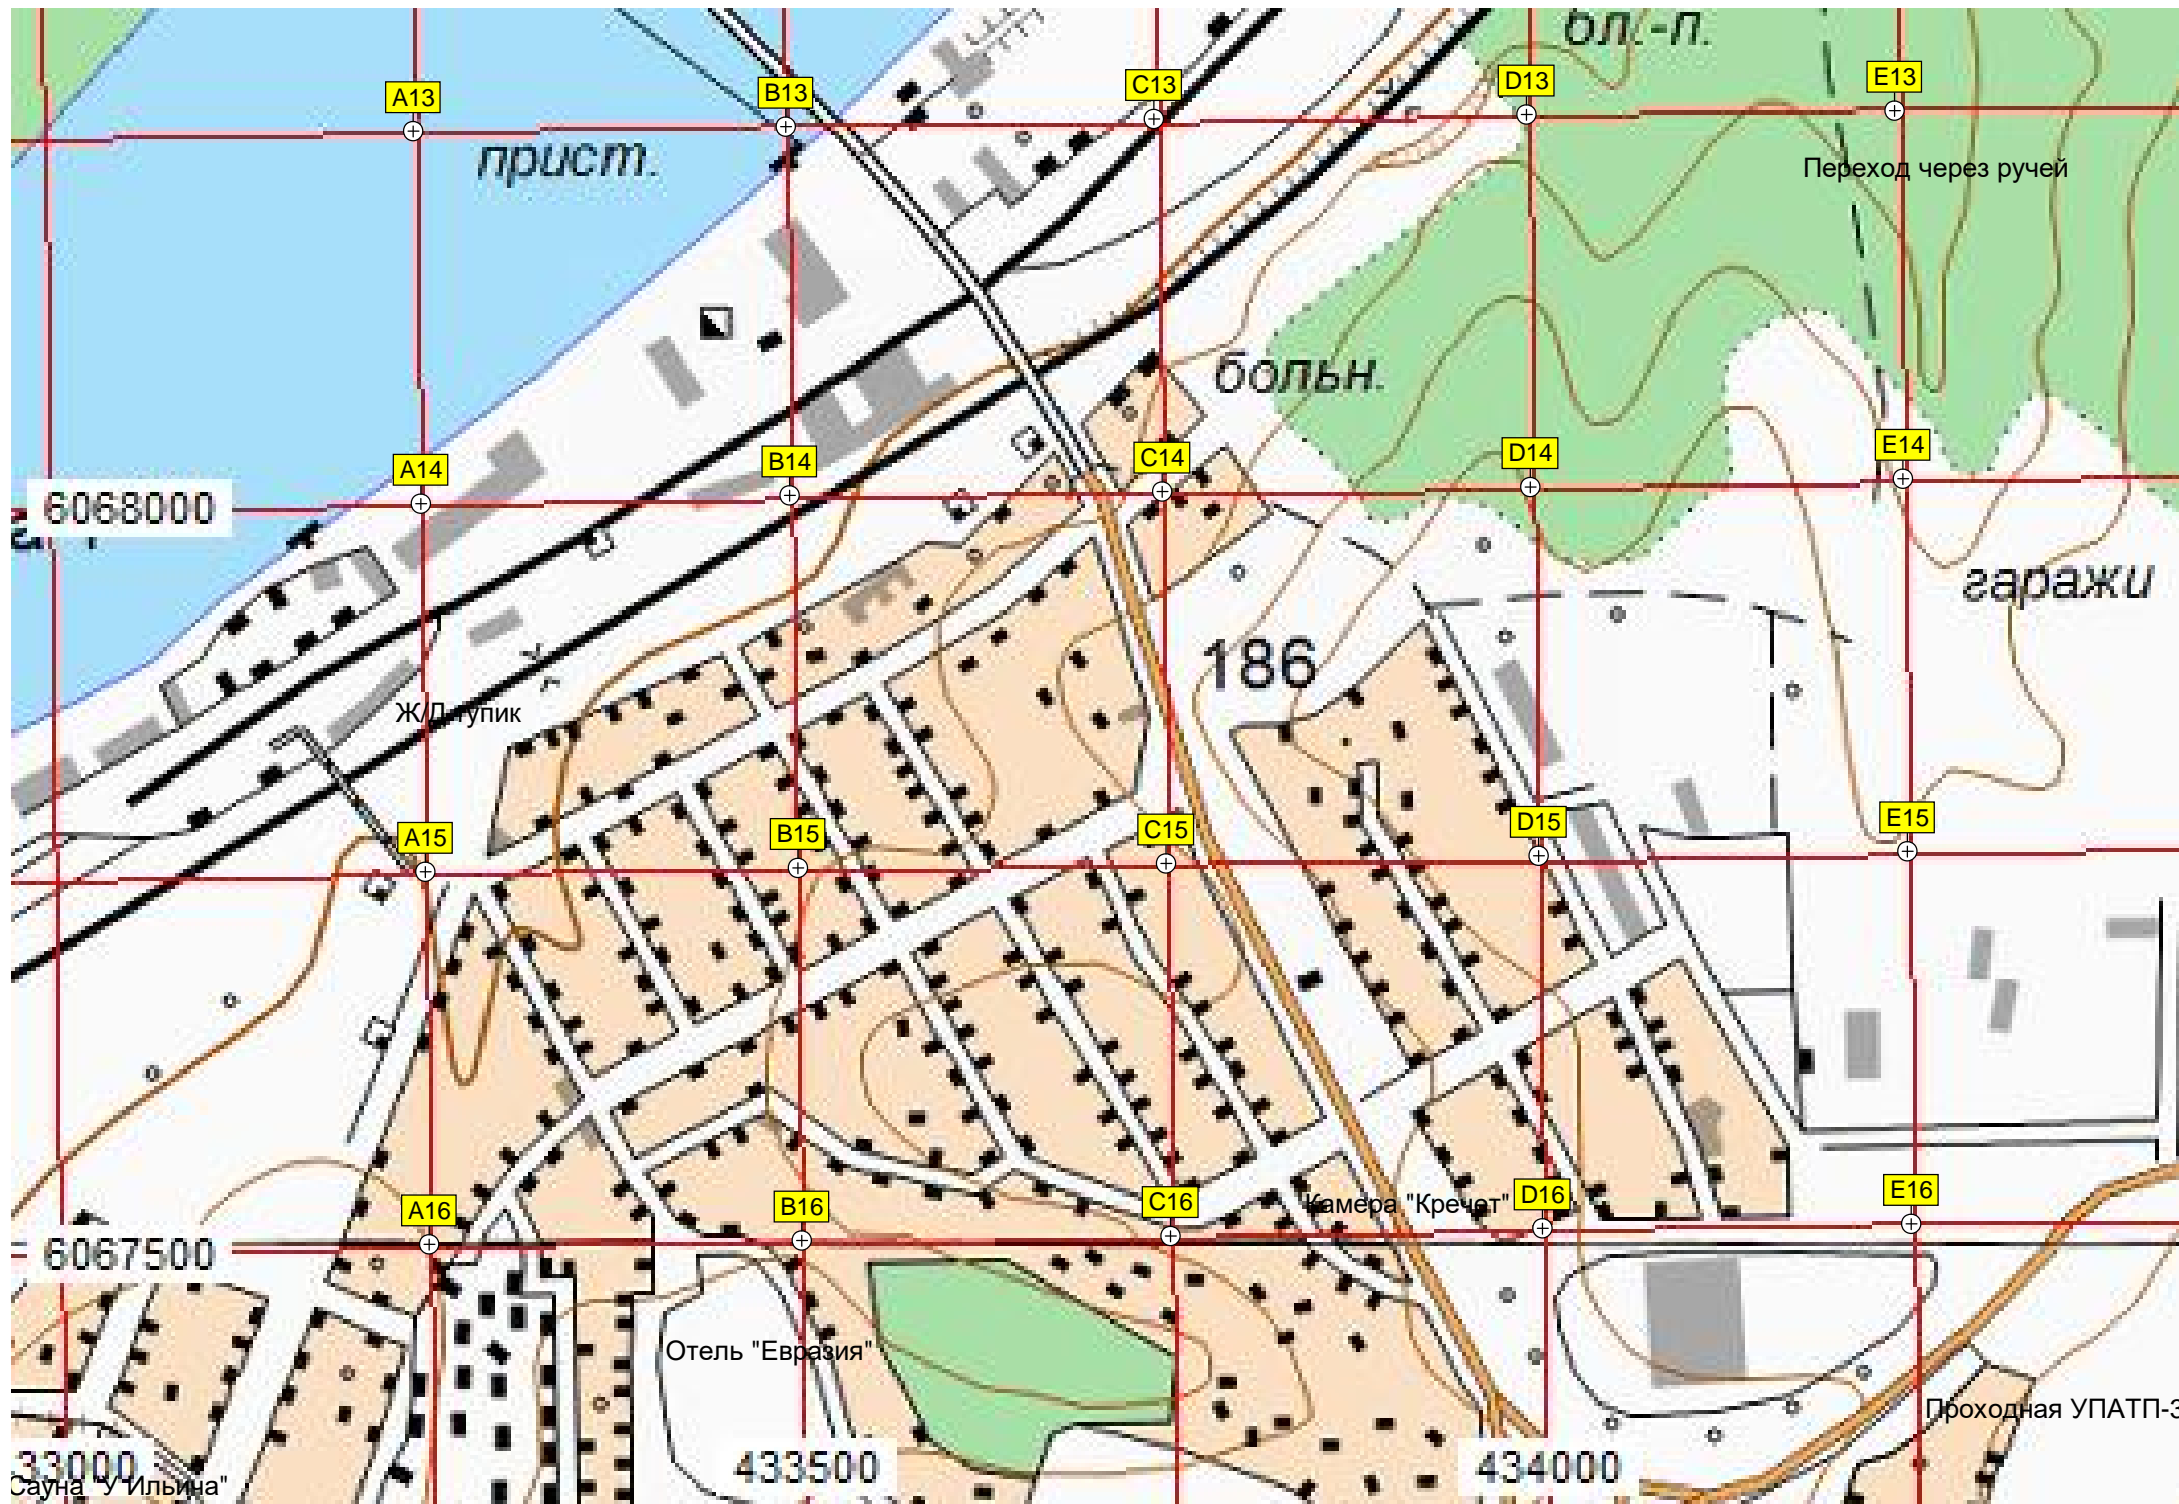 бл.-п.
A13
B13
C13
D13
E13
прист.
Переход через ручей
больн.
A14
B14
C14
D14
E14
6068000
гаражи
186
Ж/Д тупик
A15
B15
C15
D15
E15
A16
B16
C16
Камера "Кречет"
D16
E16
6067500
Отель "Евразия"
Проходная УПАТП-3
33000
433500
434000
Сауна "У Ильича"